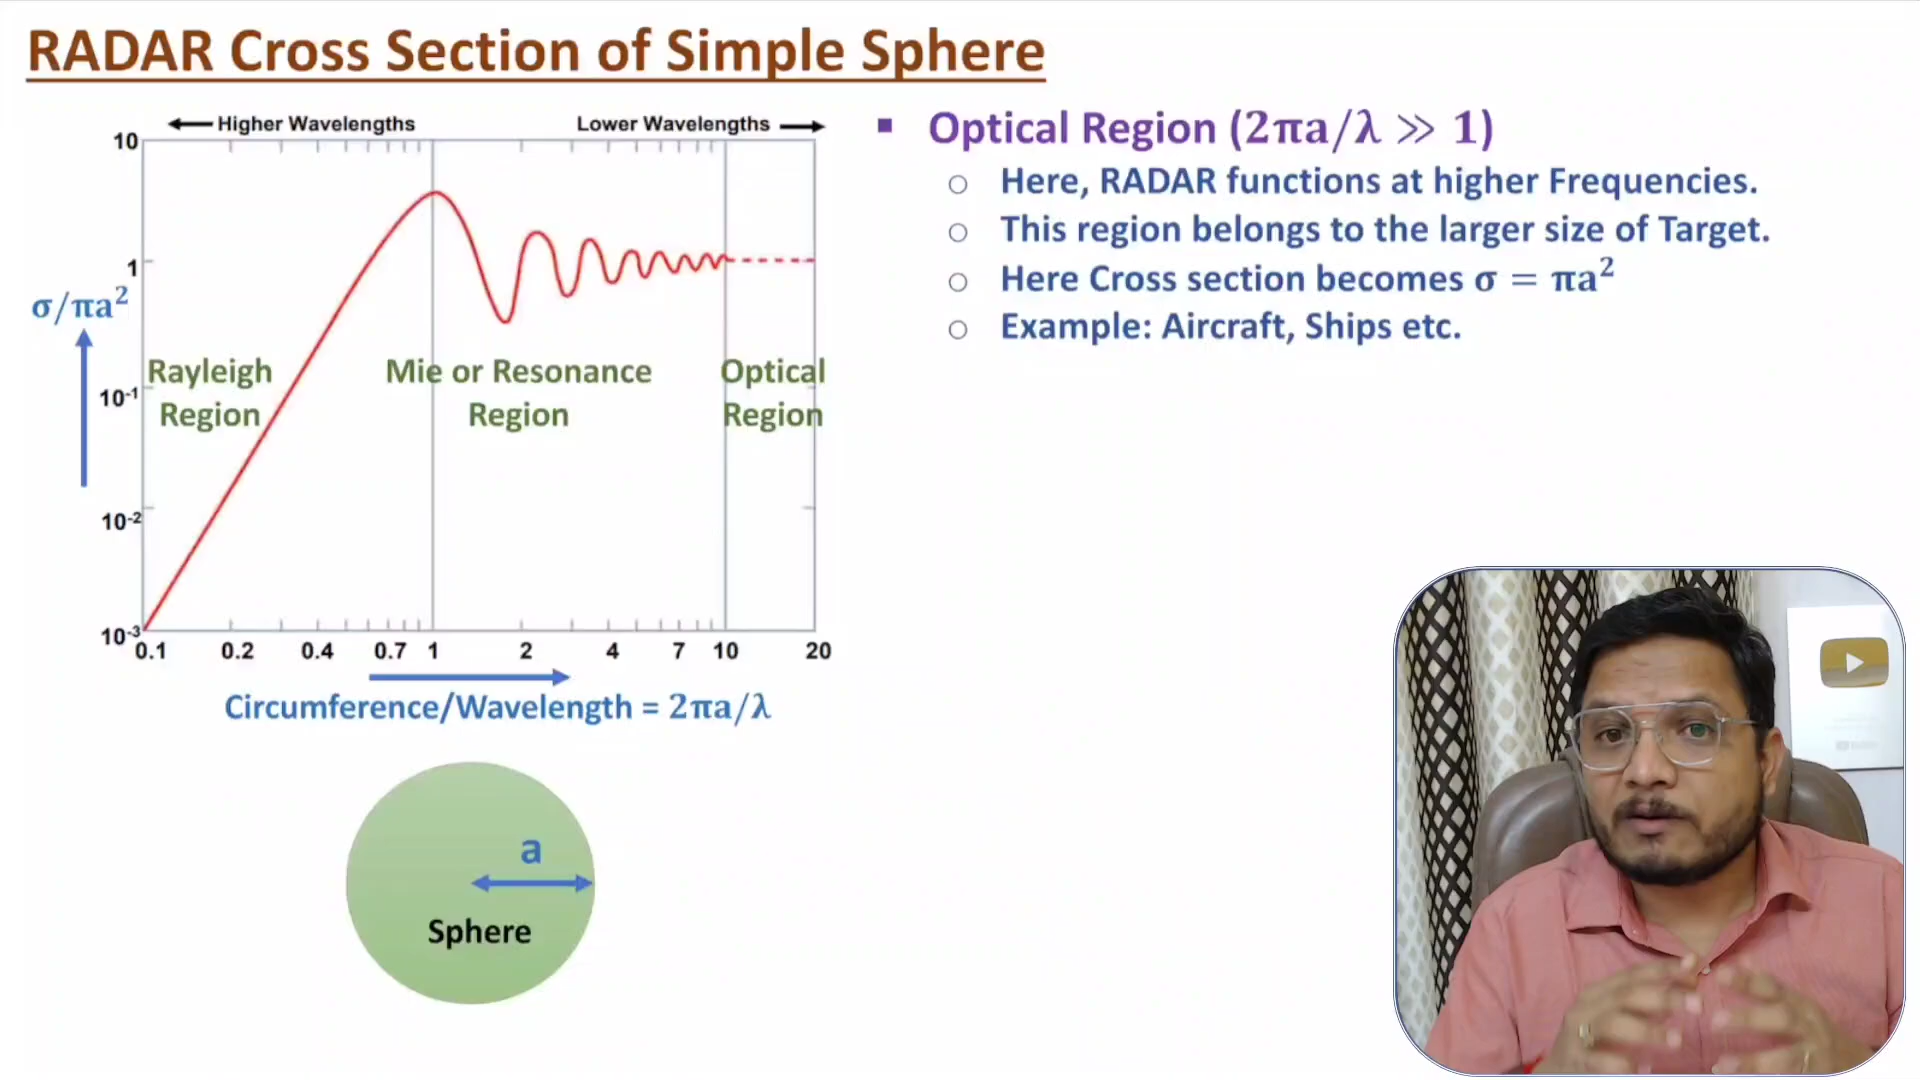 RADAR Cross Section of Simple Sphere
Higher Wavelengths
Lower Wavelengths
10
1
10⁻¹
10⁻²
10⁻³
σ/πa²
Rayleigh
Region
Mie or Resonance
Region
Optical
Region
0.1 0.2 0.4 0.7 1 2 4 7 10 20
Circumference/Wavelength = 2πa/λ
a
Sphere
▪ Optical Region (2πa/λ ≫ 1)
○ Here, RADAR functions at higher Frequencies.
○ This region belongs to the larger size of Target.
○ Here Cross section becomes σ = πa²
○ Example: Aircraft, Ships etc.